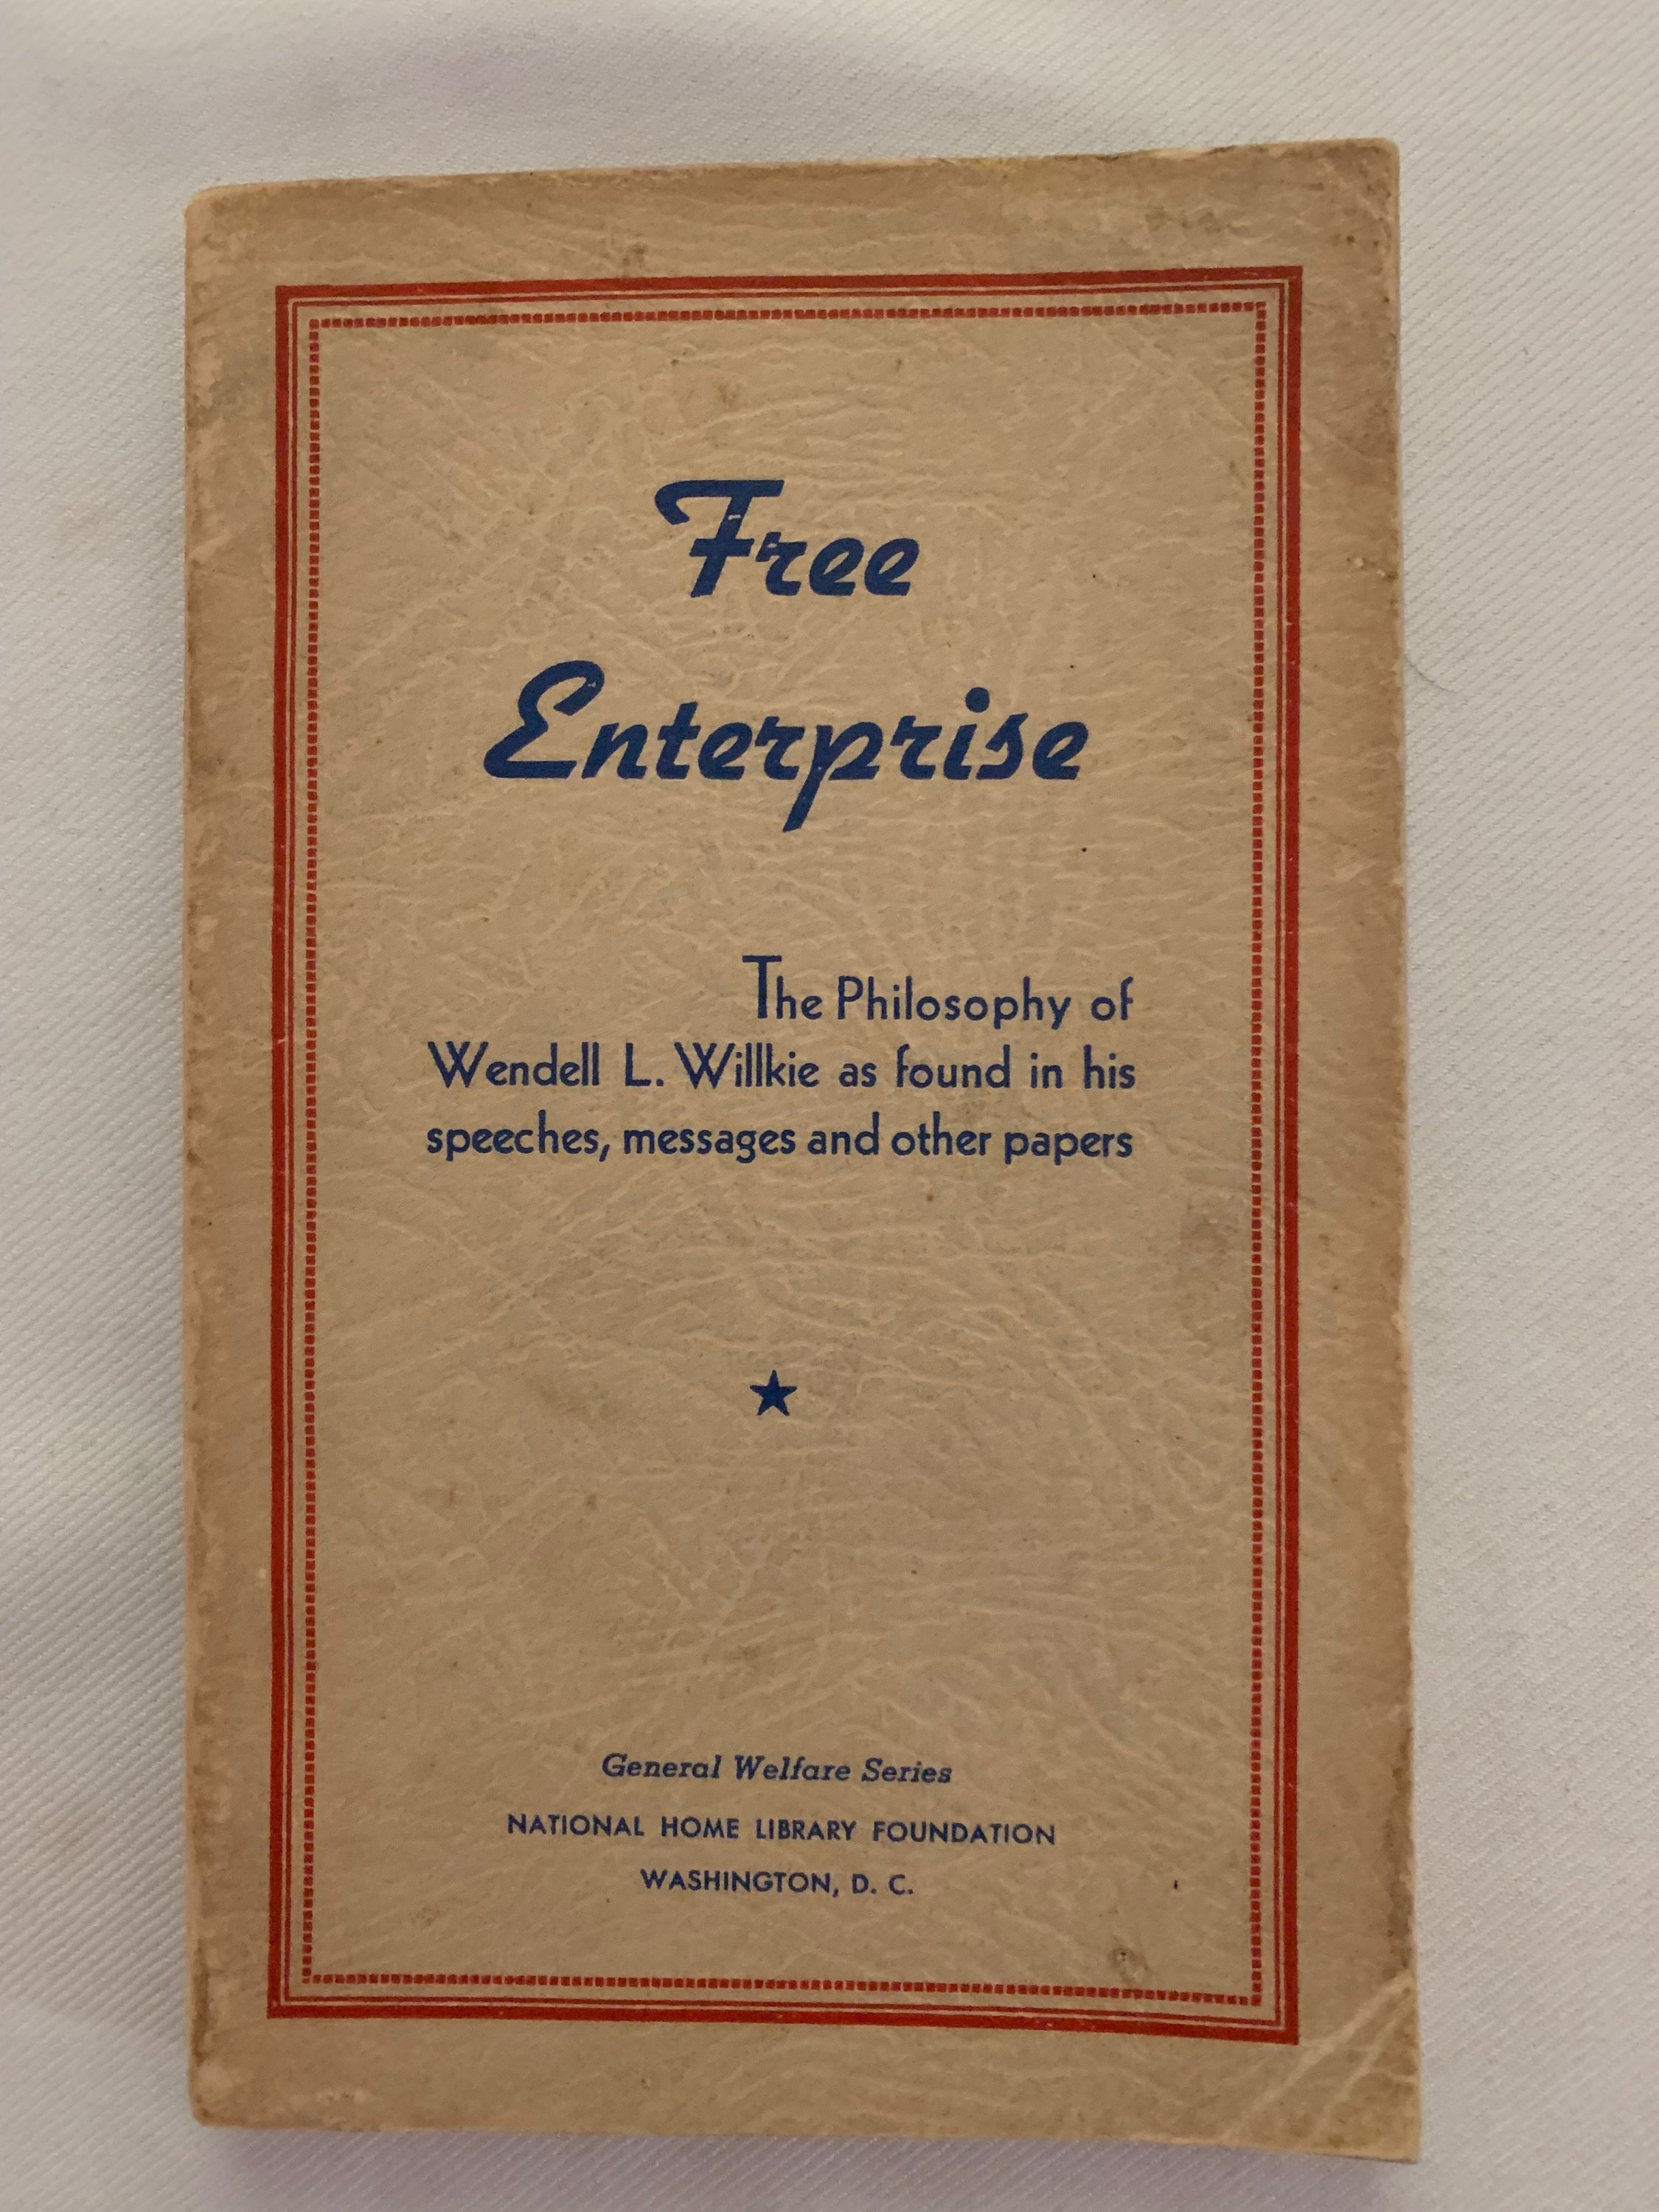 Free
Enterprise
The Philosophy of
Wendell L. Willkie as found in his
speeches, messages and other papers
General Welfare Series
NATIONAL HOME LIBRARY FOUNDATION
WASHINGTON, D. C.